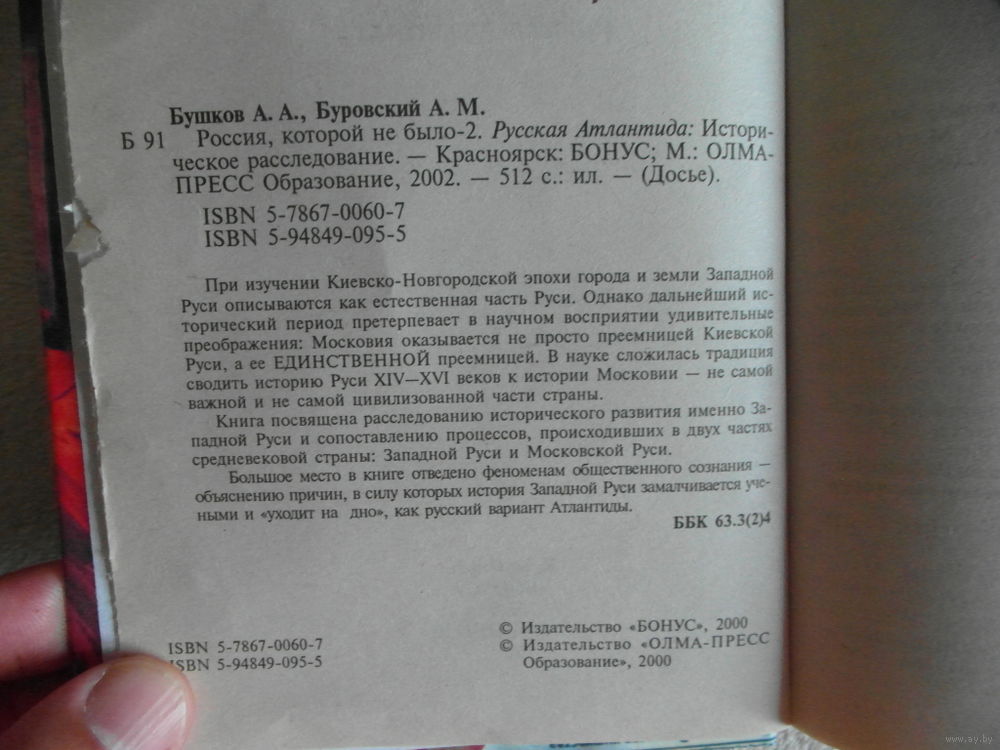 Бушков А. А., Буровский А. М.
Б 91 Россия, которой не было-2. Русская Атлантида: Истори-
ческое расследование. — Красноярск: БОНУС; М.: ОЛМА-
ПРЕСС Образование, 2002. — 512 с.: ил. — (Досье).
ISBN 5-7867-0060-7
ISBN 5-94849-095-5
При изучении Киевско-Новгородской эпохи города и земли Западной
Руси описываются как естественная часть Руси. Однако дальнейший ис-
торический период претерпевает в научном восприятии удивительные
преображения: Московия оказывается не просто преемницей Киевской
Руси, а ее ЕДИНСТВЕННОЙ преемницей. В науке сложилась традиция
сводить историю Руси XIV—XVI веков к истории Московии — не самой
важной и не самой цивилизованной части страны.
Книга посвящена расследованию исторического развития именно За-
падной Руси и сопоставлению процессов, происходивших в двух частях
средневековой страны: Западной Руси и Московской Руси.
Большое место в книге отведено феноменам общественного сознания —
объяснению причин, в силу которых история Западной Руси замалчивается уче-
ными и «уходит на дно», как русский вариант Атлантиды.
ББК 63.3(2)4
ISBN 5-7867-0060-7
ISBN 5-94849-095-5
© Издательство «БОНУС», 2000
© Издательство «ОЛМА-ПРЕСС
Образование», 2000
www.ay.by